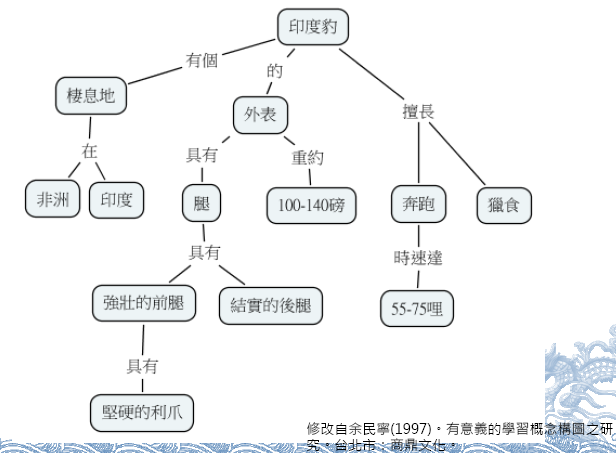 印度豹
有個
的
擅長
棲息地
外表
在
具有
重約
非洲
印度
腿
100-140磅
奔跑
獵食
具有
時速達
強壯的前腿
結實的後腿
55-75哩
具有
堅硬的利爪
修改自余民寧(1997)。有意義的學習概念構圖之研
究。台北市：商鼎文化。